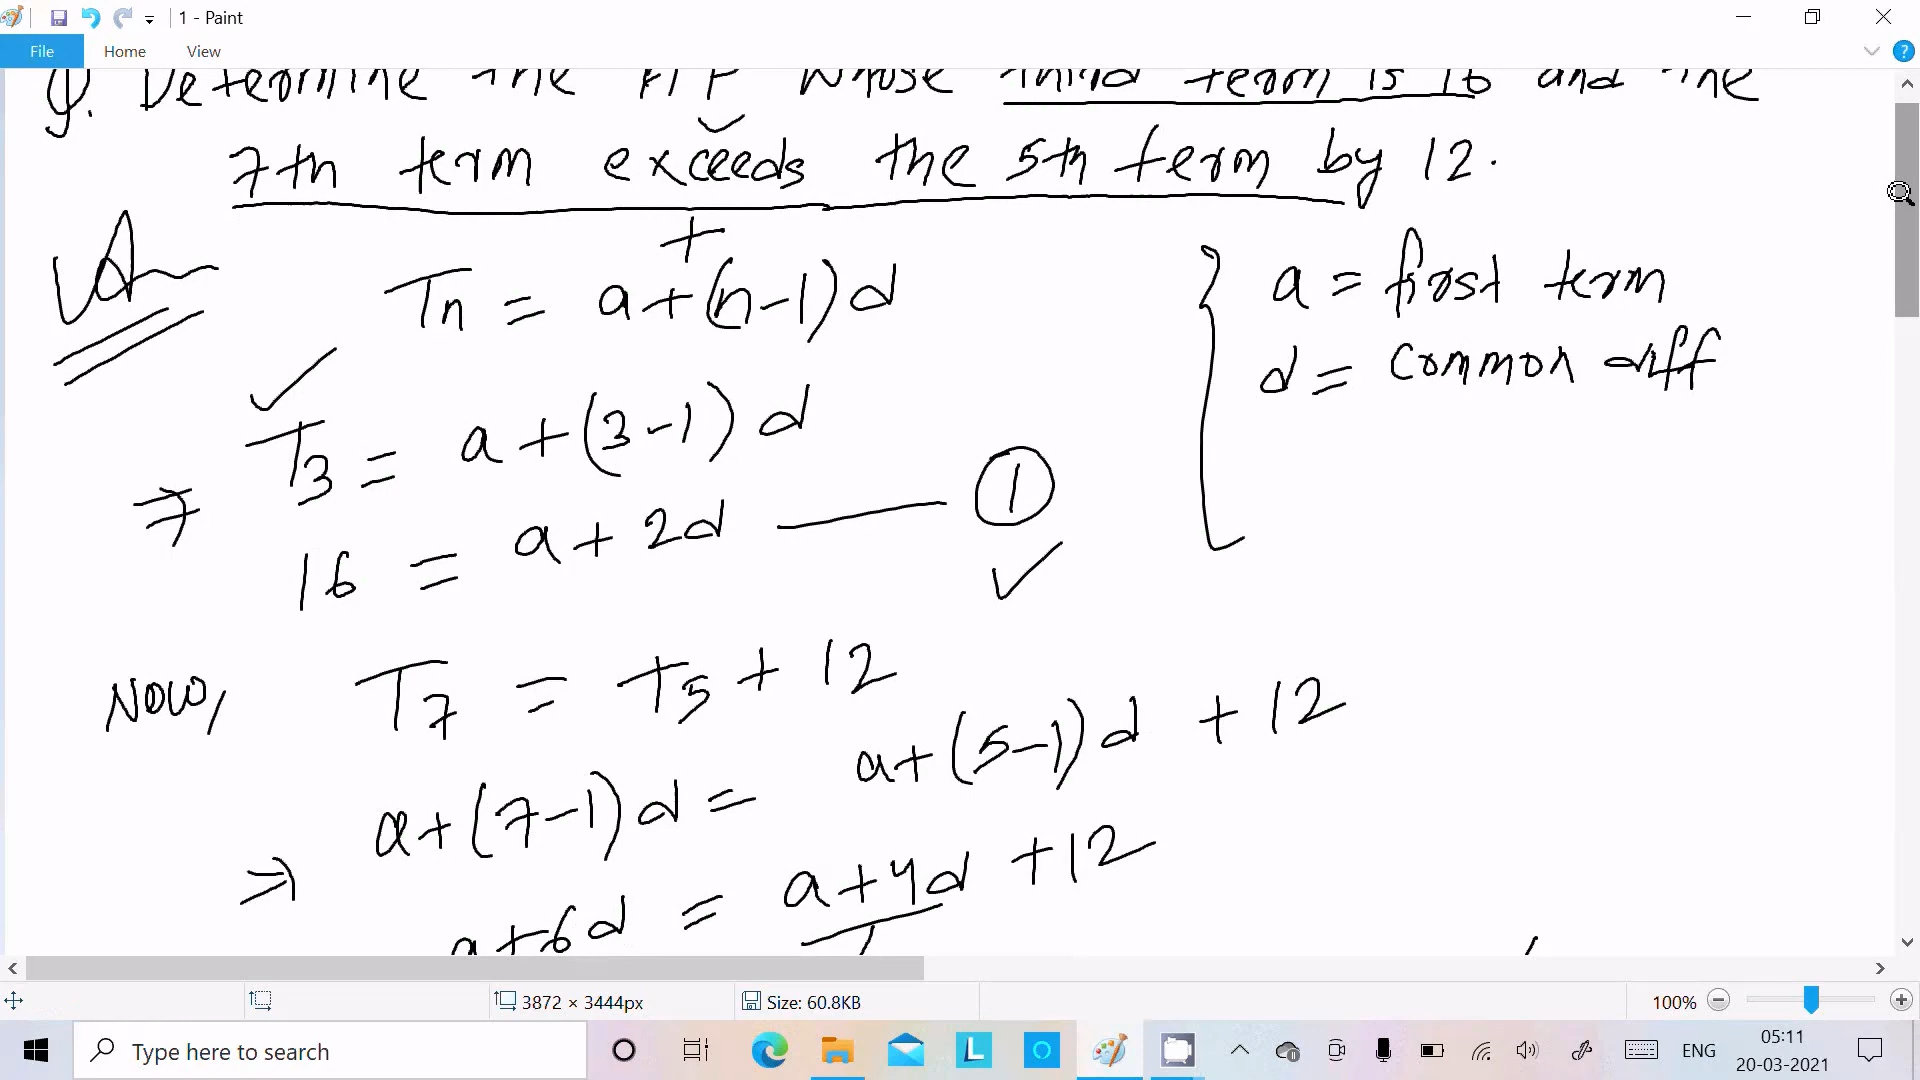 1 - Paint
File Home View
Q. Determine the AP whose third term is 16 and the
7th term exceeds the 5th term by 12.
Tn = a+(n-1)d
a = first term
d = common diff
T3 = a+(3-1)d
⇒ 16 = a+2d —— 1
Now, T7 = T5 + 12
a+(7-1)d = a+(5-1)d + 12
⇒ a+6d = a+4d +12
3872 × 3444px Size: 60.8KB 100%
Type here to search ENG 05:11
20-03-2021